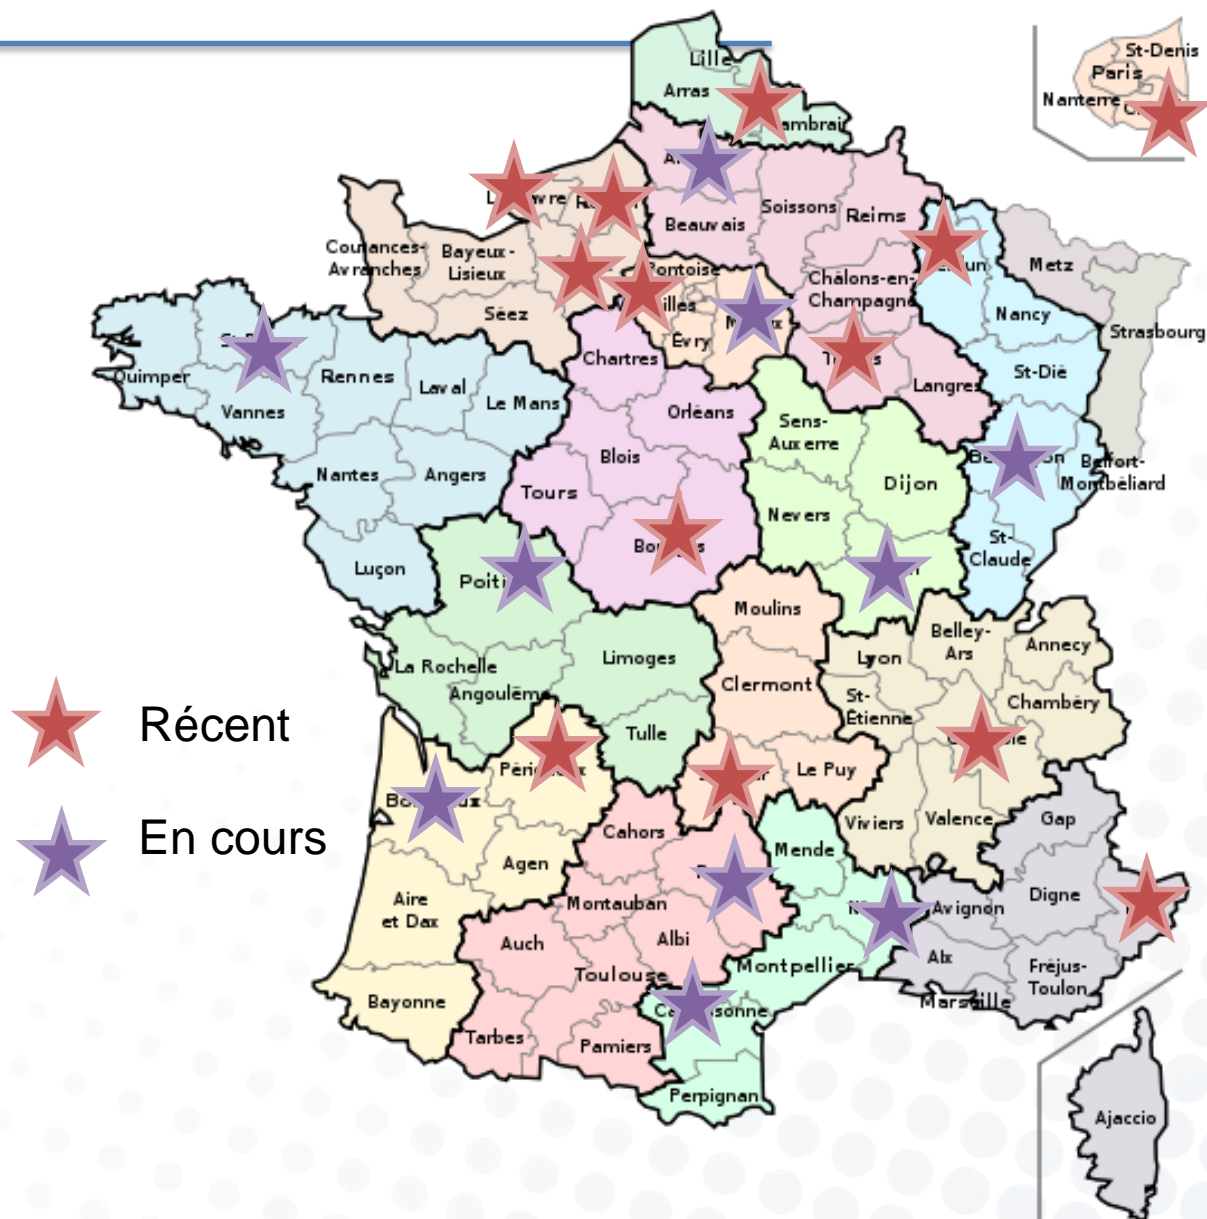 Lille
Arras
St-Denis
Paris
Nanterre
Beauvais
Soissons
Reims
Coutances-
Avranches
Bayeux-
Lisieux
Séez
Châlons-en-
Champagne
Metz
Nancy
Strasbourg
St-Dié
Évry
Chartres
Langres
Quimper
Rennes
Laval
Le Mans
Vannes
Orléans
Sens-
Auxerre
Blois
Nantes
Angers
Tours
Dijon
Belfort-
Montbéliard
Nevers
Luçon
St-
Claude
Moulins
Belley-
Ars
Annecy
Lyon
La Rochelle
Angoulême
Limoges
Clermont
St-
Étienne
Chambéry
Tulle
Le Puy
Récent
En cours
Cahors
Viviers
Valence
Gap
Mende
Agen
Aire
et Dax
Montauban
Avignon
Digne
Auch
Albi
Aix
Toulouse
Montpellier
Fréjus-
Toulon
Bayonne
Marseille
Tarbes
Pamiers
Perpignan
Ajaccio